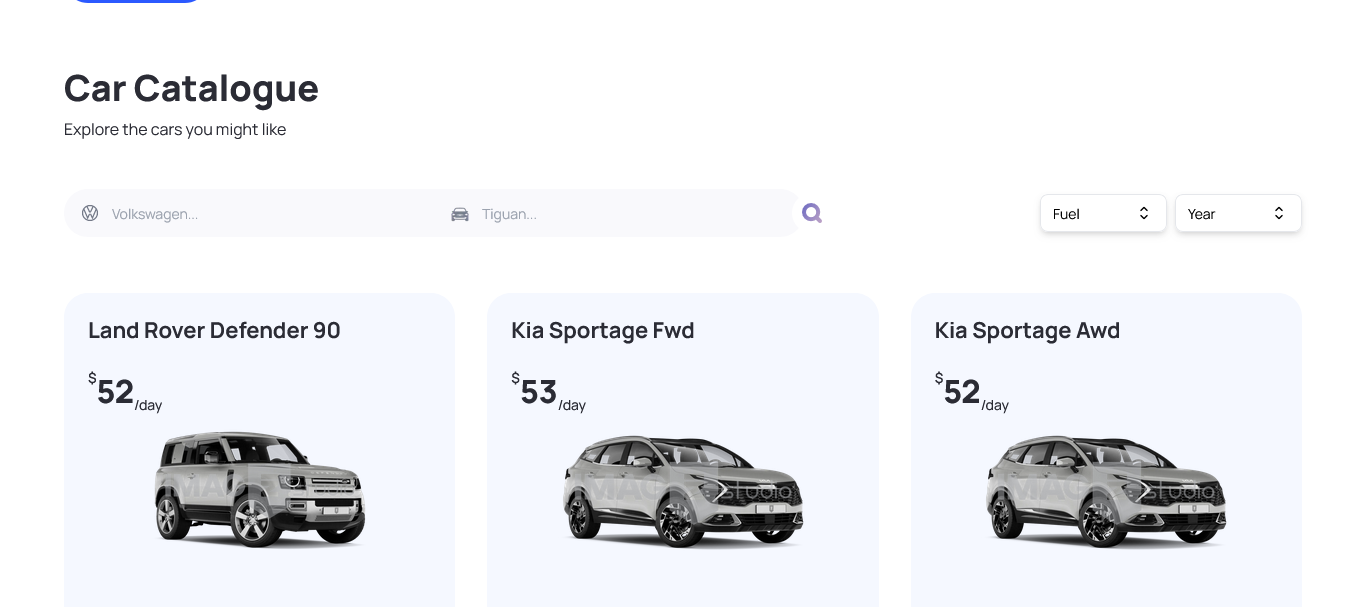 Car Catalogue
Explore the cars you might like
Volkswagen...
Tiguan...
Fuel
Year
Land Rover Defender 90
$52/day
Kia Sportage Fwd
$53/day
Kia Sportage Awd
$52/day